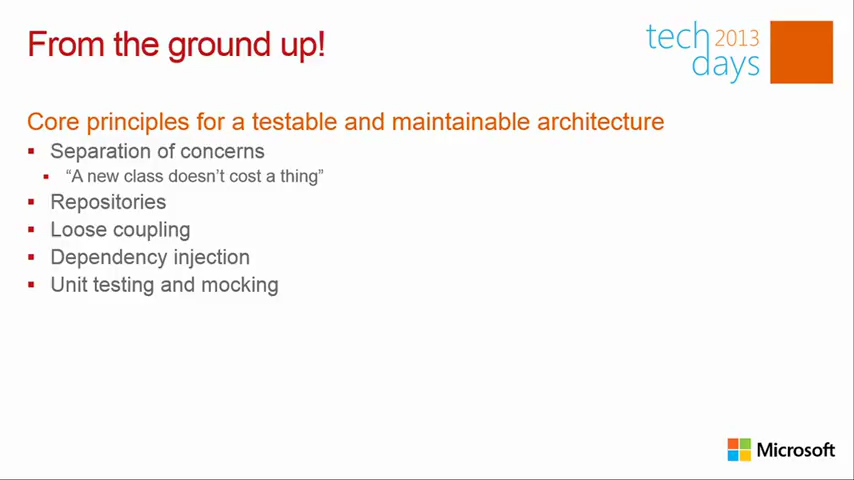 From the ground up!
tech 2013
days
Core principles for a testable and maintainable architecture
Separation of concerns
“A new class doesn’t cost a thing”
Repositories
Loose coupling
Dependency injection
Unit testing and mocking
Microsoft